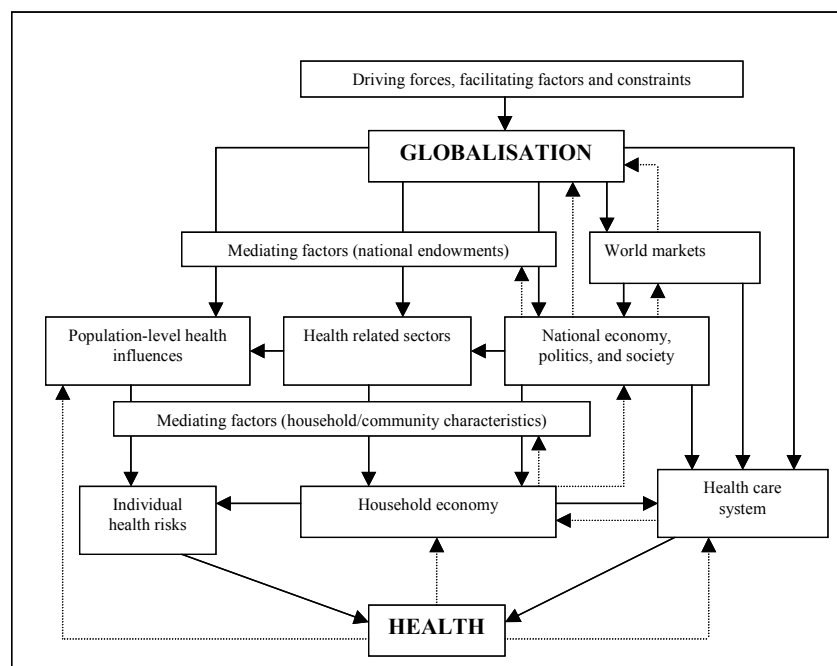 Driving forces, facilitating factors and constraints
GLOBALISATION
Mediating factors (national endowments)
World markets
Population-level health
influences
Health related sectors
National economy,
politics, and society
Mediating factors (household/community characteristics)
Individual
health risks
Household economy
Health care
system
HEALTH